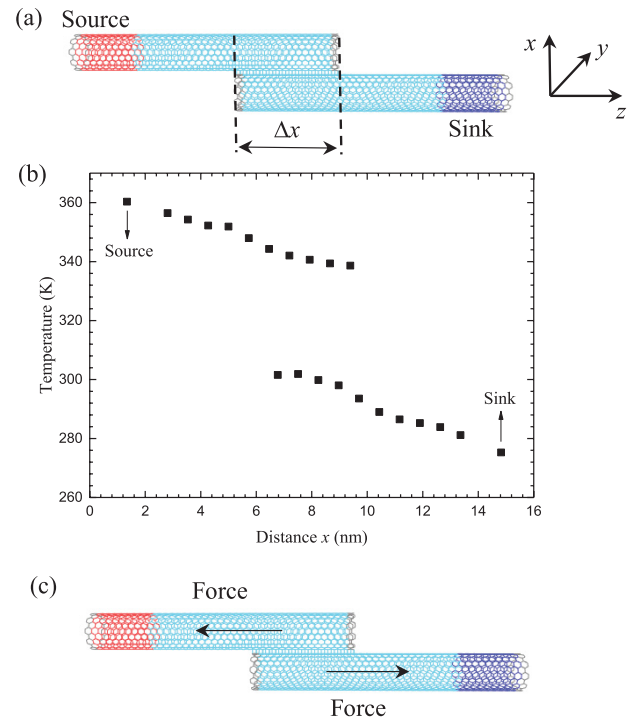 (a)
Source
Δx
Sink
x
y
z
(b)
360
340
320
300
280
260
Temperature (K)
Source
Sink
0 2 4 6 8 10 12 14 16
Distance x (nm)
(c)
Force
Force